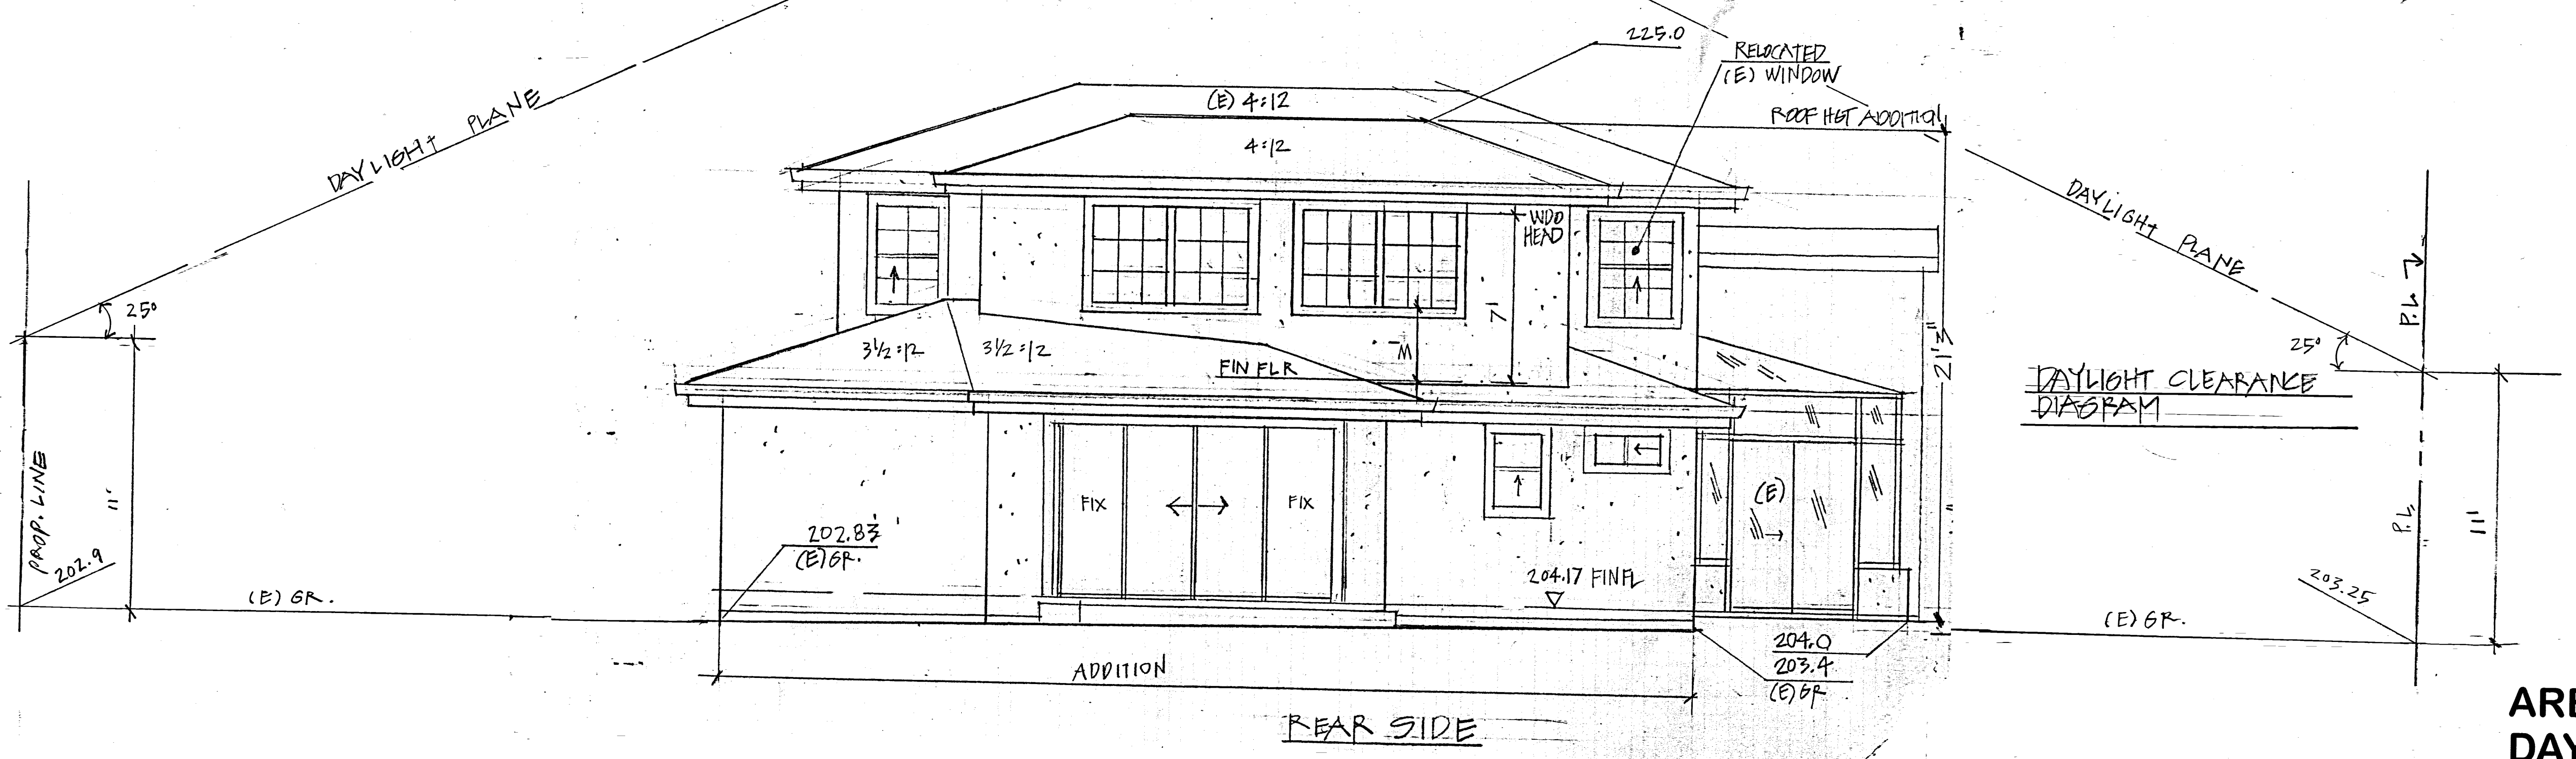 225.0
RELOCATED
(E) WINDOW
ROOF HGT ADDITION
(E) 4:12
4:12
DAYLIGHT PLANE
DAYLIGHT PLANE
WDO
HEAD
P.L.
25°
25°
7'
3½:12
3½:12
FIN FLR
21'3"
DAYLIGHT CLEARANCE
DIAGRAM
PROP. LINE
11'
FIX
FIX
(E)
P.L.
11'
202.83'
(E) GR.
204.17 FIN FL
202.9
(E) GR.
203.25
(E) GR.
204.0
203.4
(E) GR
ADDITION
REAR SIDE
ARE
DAY